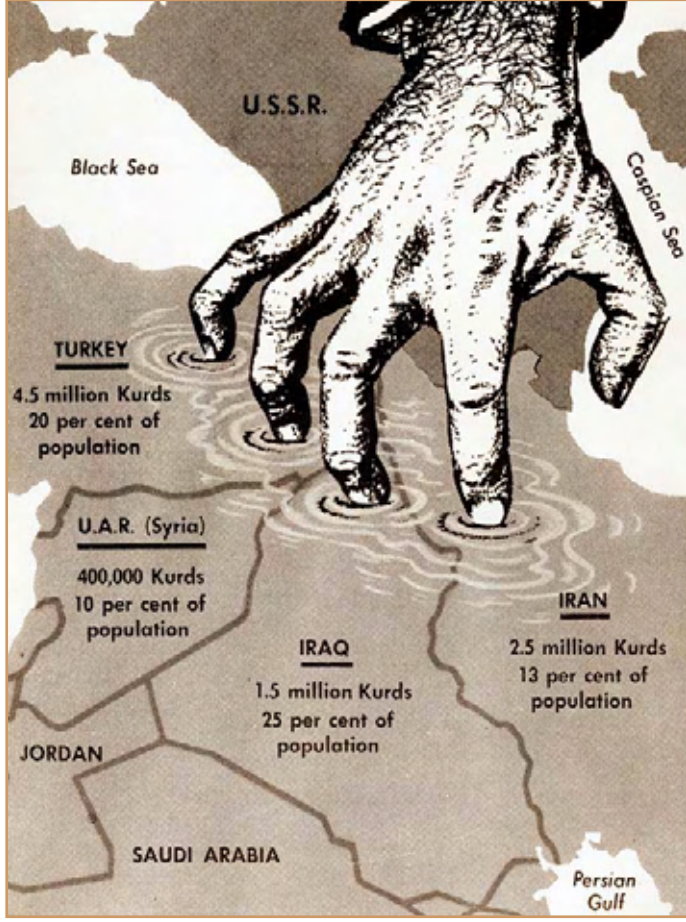 U.S.S.R.
Black Sea
Caspian Sea
TURKEY
4.5 million Kurds
20 per cent of
population
U.A.R. (Syria)
400,000 Kurds
10 per cent of
population
IRAQ
1.5 million Kurds
25 per cent of
population
IRAN
2.5 million Kurds
13 per cent of
population
JORDAN
SAUDI ARABIA
Persian
Gulf